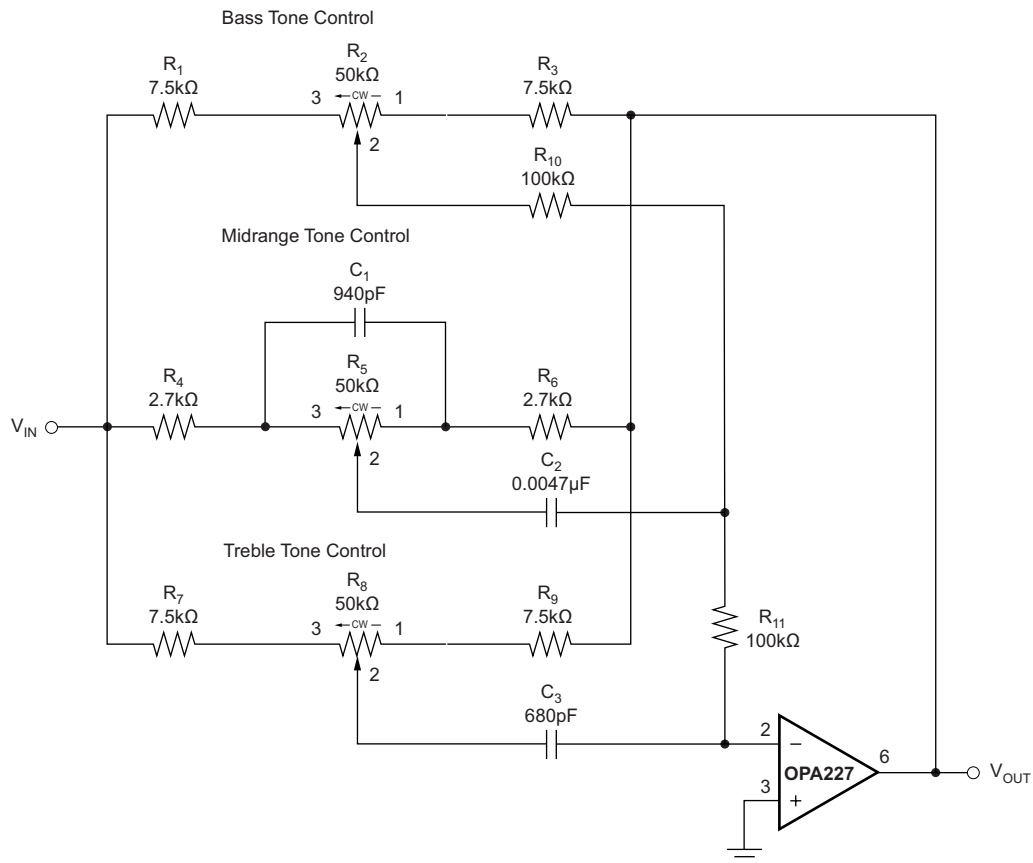 Bass Tone Control
R1
7.5kΩ
R2
50kΩ
R3
7.5kΩ
3
CW
1
2
R10
100kΩ
Midrange Tone Control
C1
940pF
R4
2.7kΩ
R5
50kΩ
R6
2.7kΩ
3
CW
1
2
VIN
C2
0.0047µF
Treble Tone Control
R7
7.5kΩ
R8
50kΩ
R9
7.5kΩ
3
CW
1
2
R11
100kΩ
C3
680pF
2
–
OPA227
6
3
+
VOUT